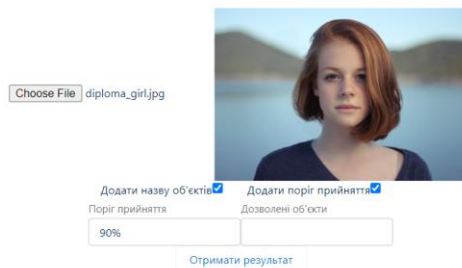 Choose File diploma_girl.jpg
Додати назву об'єктів Додати поріг прийняття
Поріг прийняття Дозволені об'єкти
90%
Отримати результат